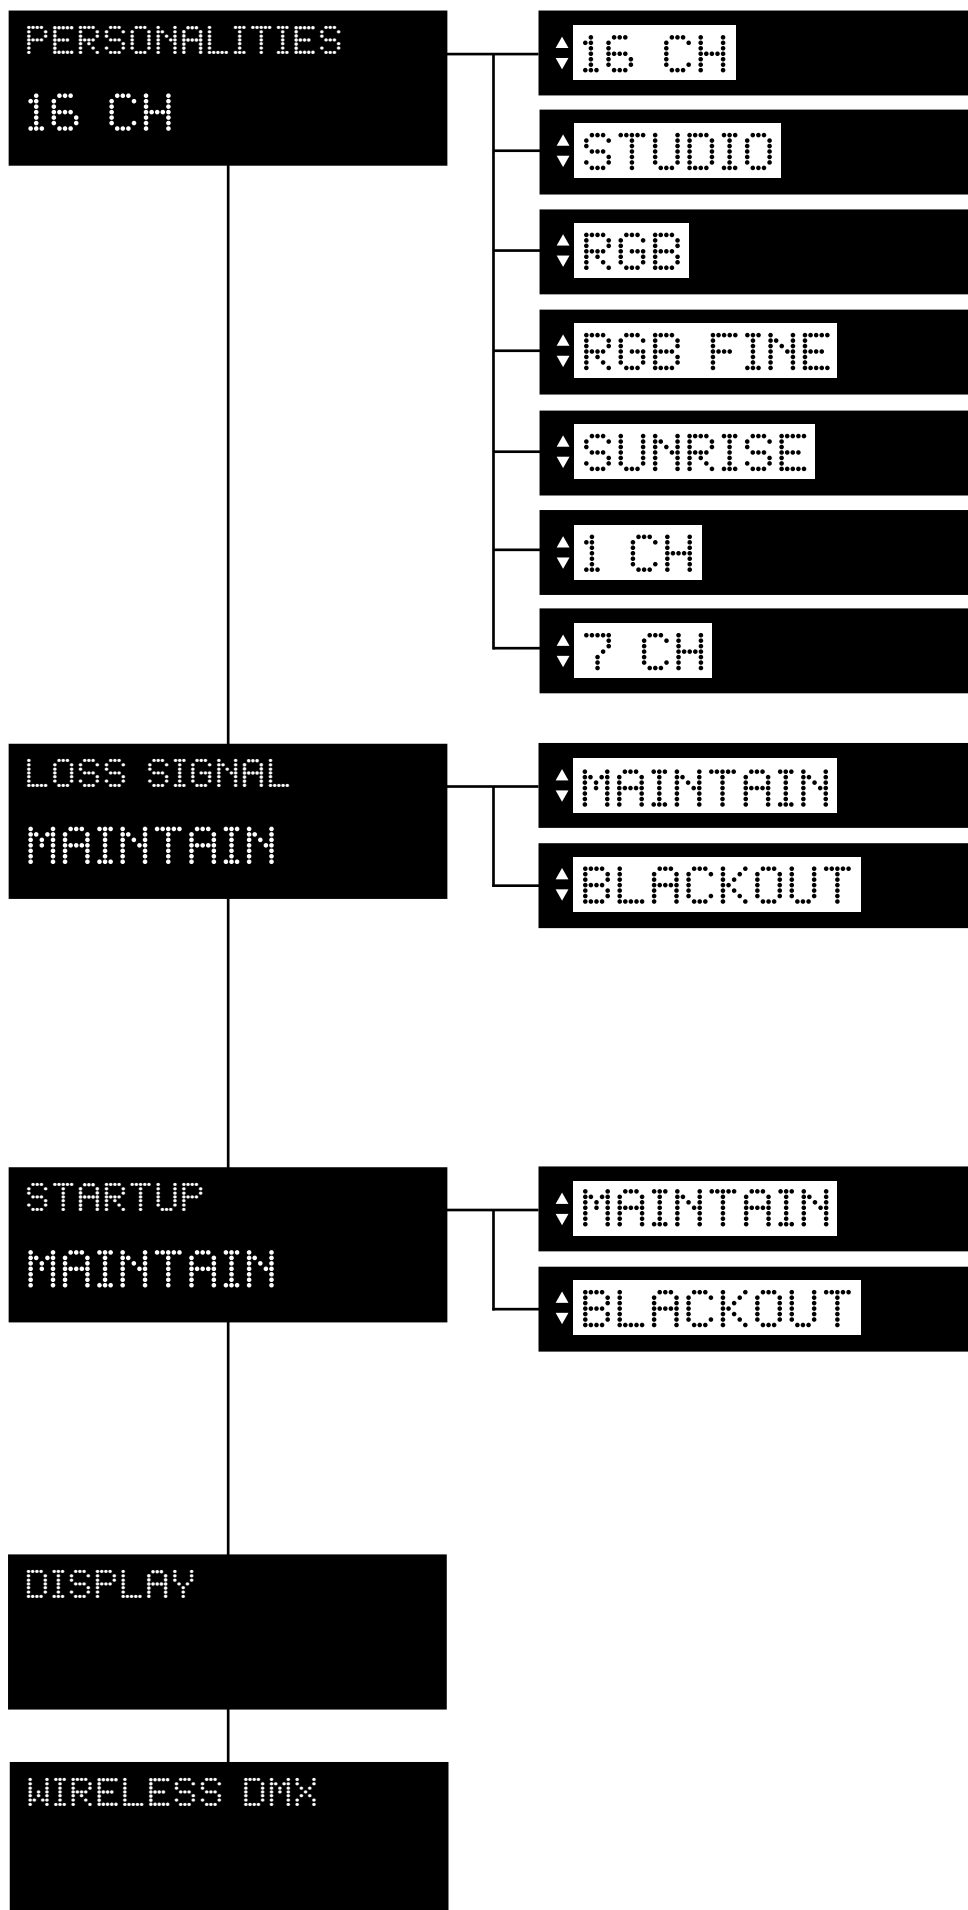 PERSONALITIES
16 CH
16 CH
STUDIO
RGB
RGB FINE
SUNRISE
1 CH
7 CH
LOSS SIGNAL
MAINTAIN
MAINTAIN
BLACKOUT
STARTUP
MAINTAIN
MAINTAIN
BLACKOUT
DISPLAY
WIRELESS DMX